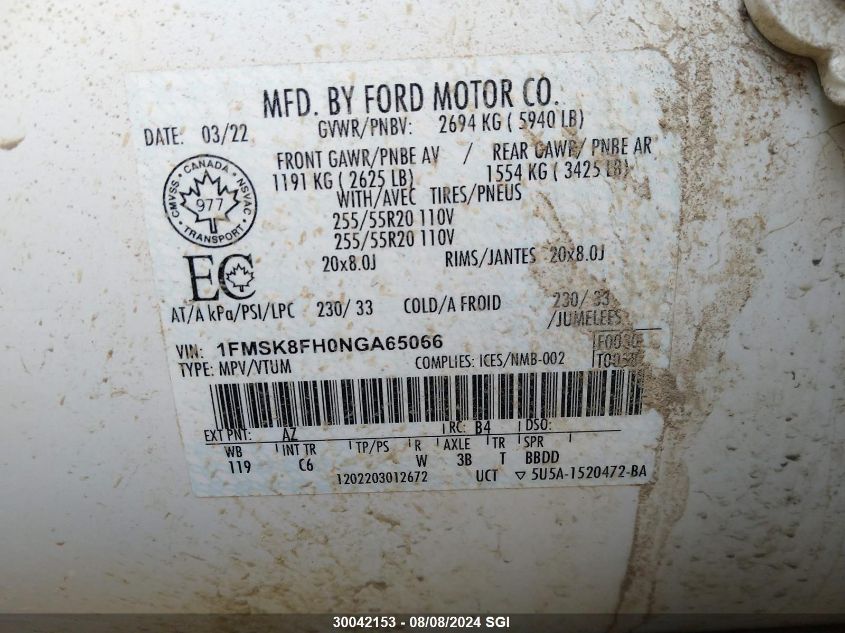 MFD. BY FORD MOTOR CO.
DATE: 03/22 GVWR/PNBV: 2694 KG ( 5940 LB)
FRONT GAWR/PNBE AV / REAR GAWR/ PNBE AR
1191 KG ( 2625 LB) 1554 KG ( 3425 LB)
WITH/AVEC TIRES/PNEUS
255/55R20 110V
255/55R20 110V
20x8.0J RIMS/JANTES 20x8.0J
CMVSS • CANADA • NSVAC • TRANSPORT
977
EC
AT/A kPa/PSI/LPC 230/ 33 COLD/A FROID 230/ 33
/JUMELEES
VIN: 1FMSK8FH0NGA65066
TYPE: MPV/VTUM COMPLIES: ICES/NMB-002
EXT PNT: AZ RC: B4 DSO:
WB INT TR TP/PS R AXLE TR SPR
119 C6 W 3B T BBDD
1202203012672 UCT ▽ 5U5A-1520472-BA
30042153 - 08/08/2024 SGI